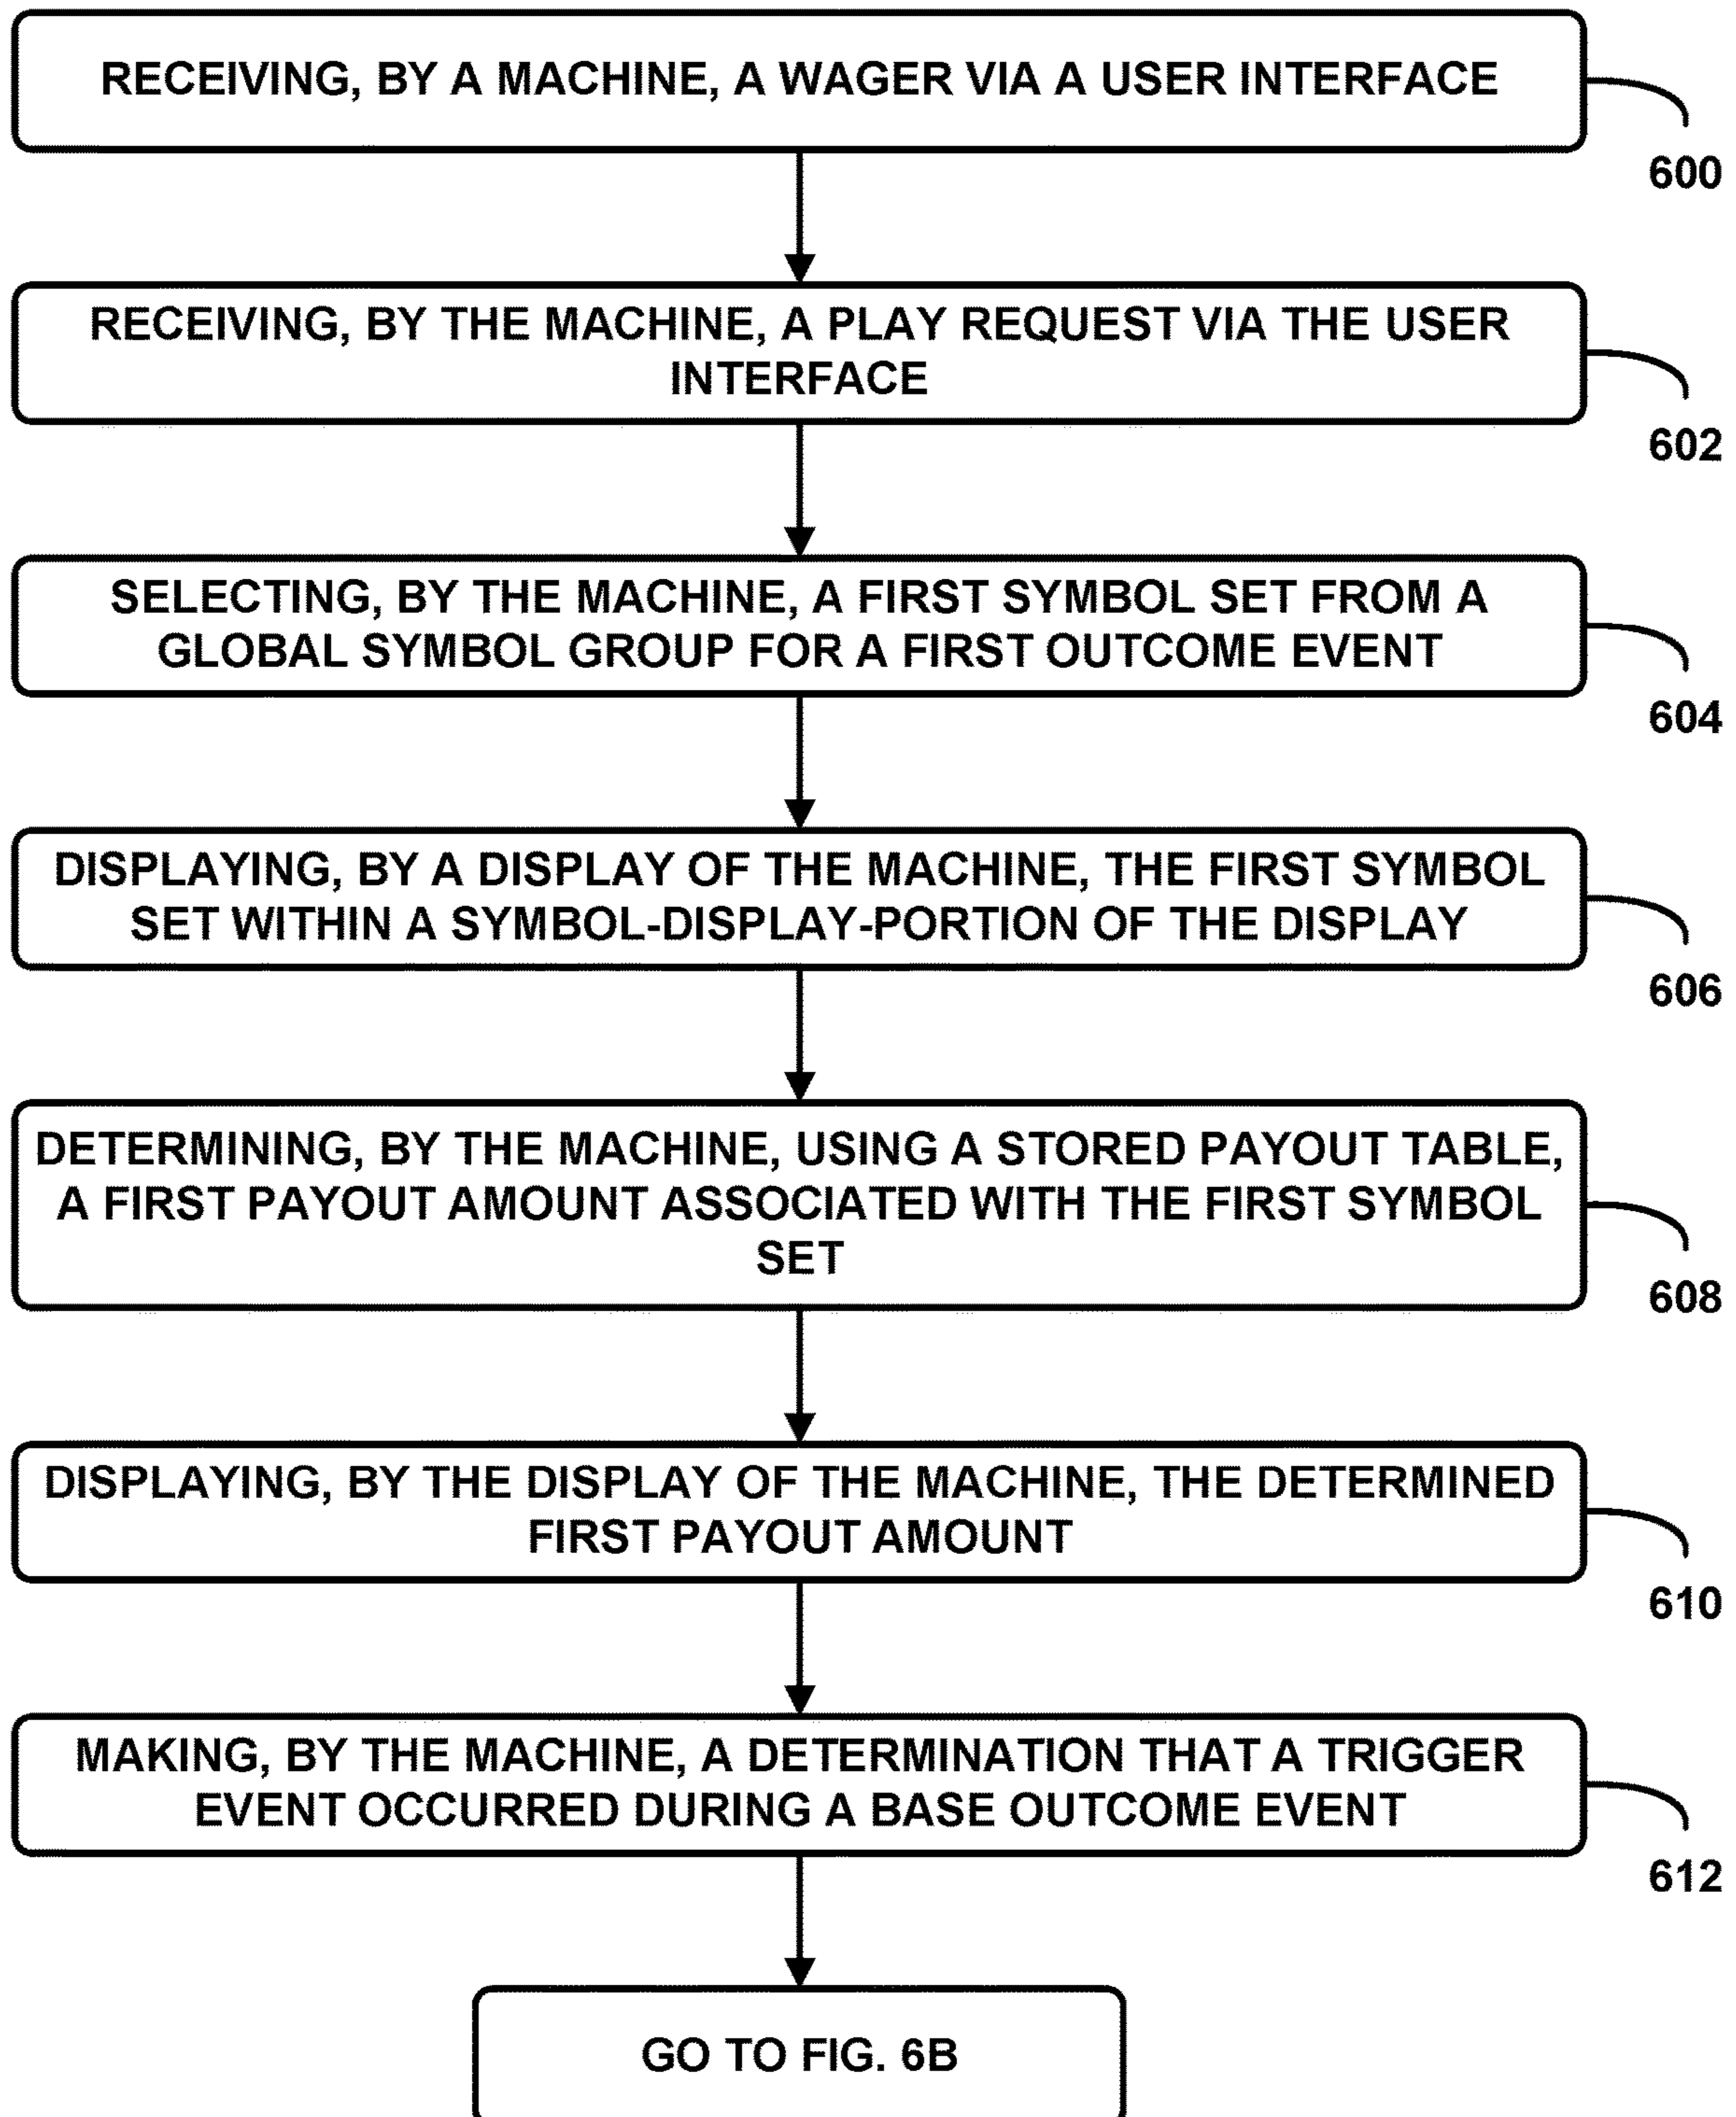 RECEIVING, BY A MACHINE, A WAGER VIA A USER INTERFACE
600
RECEIVING, BY THE MACHINE, A PLAY REQUEST VIA THE USER
INTERFACE
602
SELECTING, BY THE MACHINE, A FIRST SYMBOL SET FROM A
GLOBAL SYMBOL GROUP FOR A FIRST OUTCOME EVENT
604
DISPLAYING, BY A DISPLAY OF THE MACHINE, THE FIRST SYMBOL
SET WITHIN A SYMBOL-DISPLAY-PORTION OF THE DISPLAY
606
DETERMINING, BY THE MACHINE, USING A STORED PAYOUT TABLE,
A FIRST PAYOUT AMOUNT ASSOCIATED WITH THE FIRST SYMBOL
SET
608
DISPLAYING, BY THE DISPLAY OF THE MACHINE, THE DETERMINED
FIRST PAYOUT AMOUNT
610
MAKING, BY THE MACHINE, A DETERMINATION THAT A TRIGGER
EVENT OCCURRED DURING A BASE OUTCOME EVENT
612
GO TO FIG. 6B